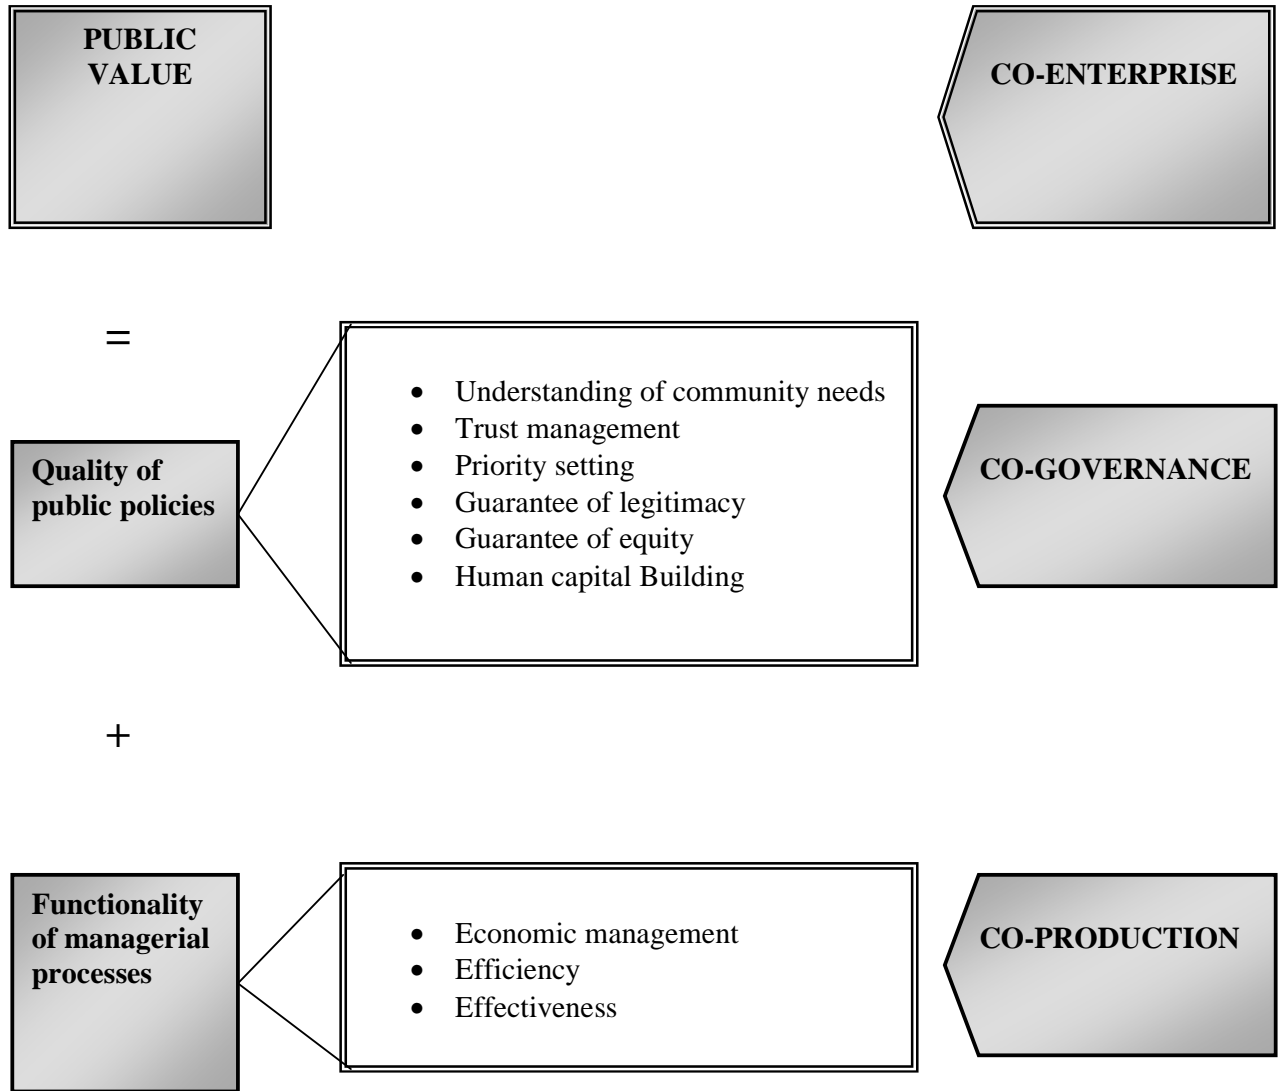 PUBLIC
VALUE
CO-ENTERPRISE
=
Quality of
public policies
• Understanding of community needs
• Trust management
• Priority setting
• Guarantee of legitimacy
• Guarantee of equity
• Human capital Building
CO-GOVERNANCE
+
Functionality
of managerial
processes
• Economic management
• Efficiency
• Effectiveness
CO-PRODUCTION